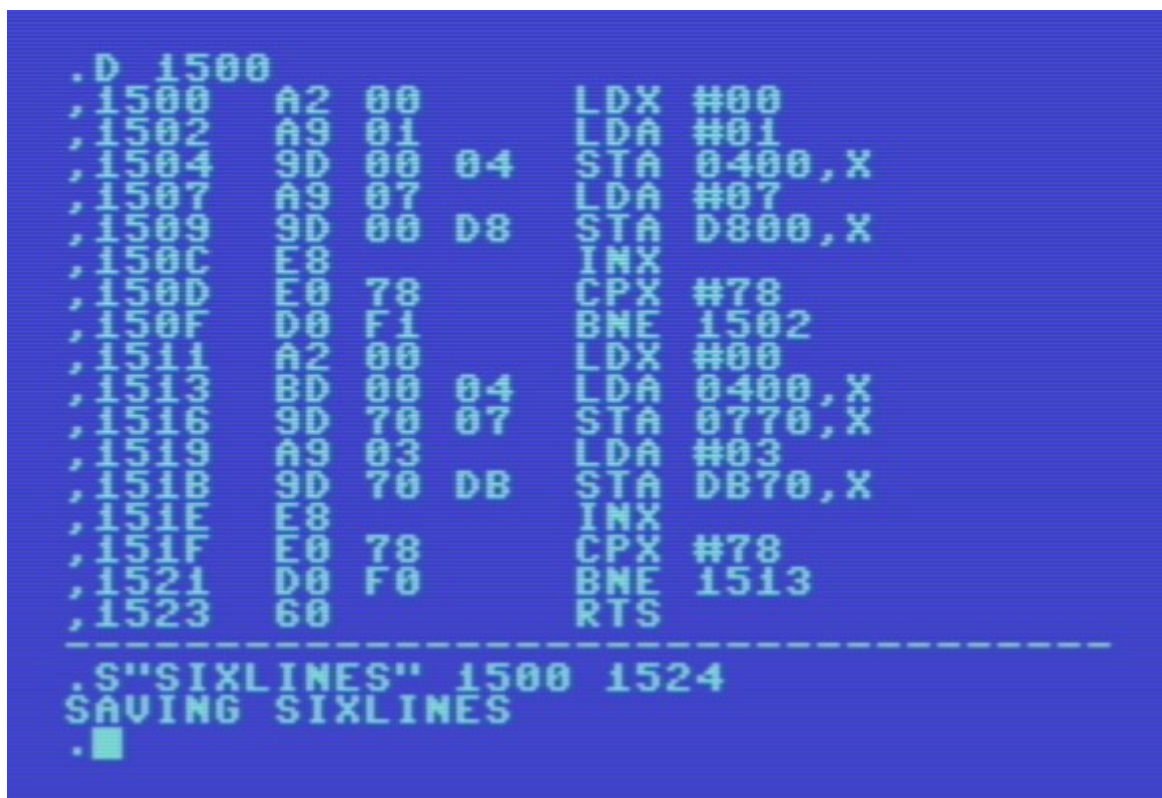 .D 1500
,1500  A2 00     LDX #00
,1502  A9 01     LDA #01
,1504  9D 00 04  STA 0400,X
,1507  A9 07     LDA #07
,1509  9D 00 D8  STA D800,X
,150C  E8        INX
,150D  E0 78     CPX #78
,150F  D0 F1     BNE 1502
,1511  A2 00     LDX #00
,1513  BD 00 04  LDA 0400,X
,1516  9D 70 07  STA 0770,X
,1519  A9 03     LDA #03
,151B  9D 70 DB  STA DB70,X
,151E  E8        INX
,151F  E0 78     CPX #78
,1521  D0 F0     BNE 1513
,1523  60        RTS
-----------------------------------
.S"SIXLINES" 1500 1524
SAVING SIXLINES
.